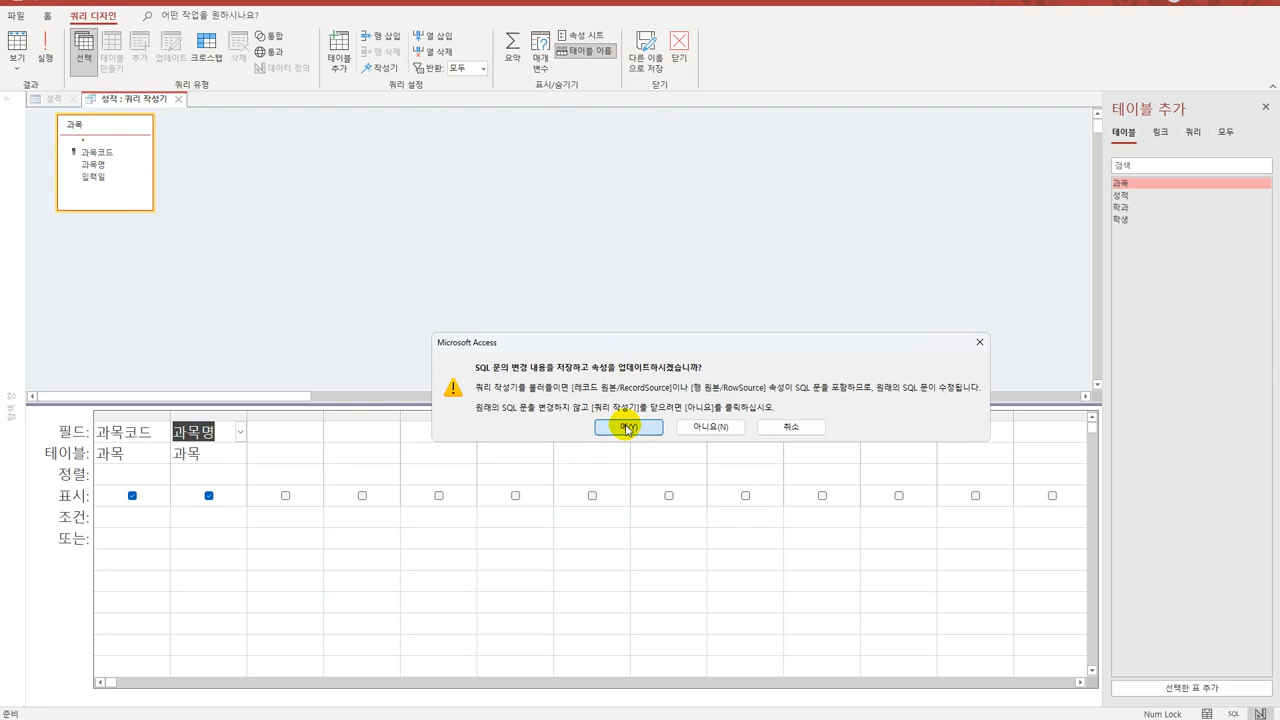 파일 홈 쿼리 디자인 어떤 작업을 원하시나요?
보기
실행
선택
테이블
만들기
추가
업데이트
크로스탭
삭제
통합
통과
데이터 정의
테이블
추가
행 삽입
행 삭제
작성기
열 삽입
열 삭제
반환: 모두
요약
매개
변수
속성 시트
테이블 이름
다른 이름
으로 저장
닫기
결과 쿼리 유형 쿼리 설정 표시/숨기기 닫기
성적 성적 : 쿼리 작성기
과목
*
과목코드
과목명
입력일
테이블 추가
테이블 링크 쿼리 모두
검색
과목
성적
학과
학생
Microsoft Access
SQL 문의 변경 내용을 저장하고 속성을 업데이트하시겠습니까?
쿼리 작성기를 불러들이면 [레코드 원본/RecordSource]이나 [행 원본/RowSource] 속성이 SQL 문을 포함하므로, 원래의 SQL 문이 수정됩니다.
원래의 SQL 문을 변경하지 않고 [쿼리 작성기]를 닫으려면 [아니요]를 클릭하십시오.
예(Y) 아니요(N) 취소
필드: 과목코드 과목명
테이블: 과목 과목
정렬:
표시:
조건:
또는:
선택한 표 추가
준비 Num Lock SQL